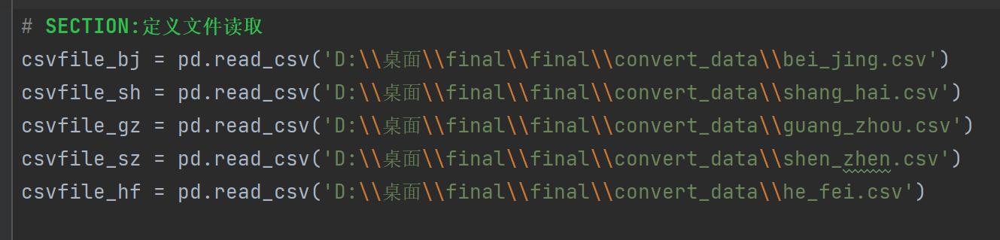 # SECTION:定义文件读取
csvfile_bj = pd.read_csv('D:\\桌面\\final\\final\\convert_data\\bei_jing.csv')
csvfile_sh = pd.read_csv('D:\\桌面\\final\\final\\convert_data\\shang_hai.csv')
csvfile_gz = pd.read_csv('D:\\桌面\\final\\final\\convert_data\\guang_zhou.csv')
csvfile_sz = pd.read_csv('D:\\桌面\\final\\final\\convert_data\\shen_zhen.csv')
csvfile_hf = pd.read_csv('D:\\桌面\\final\\final\\convert_data\\he_fei.csv')